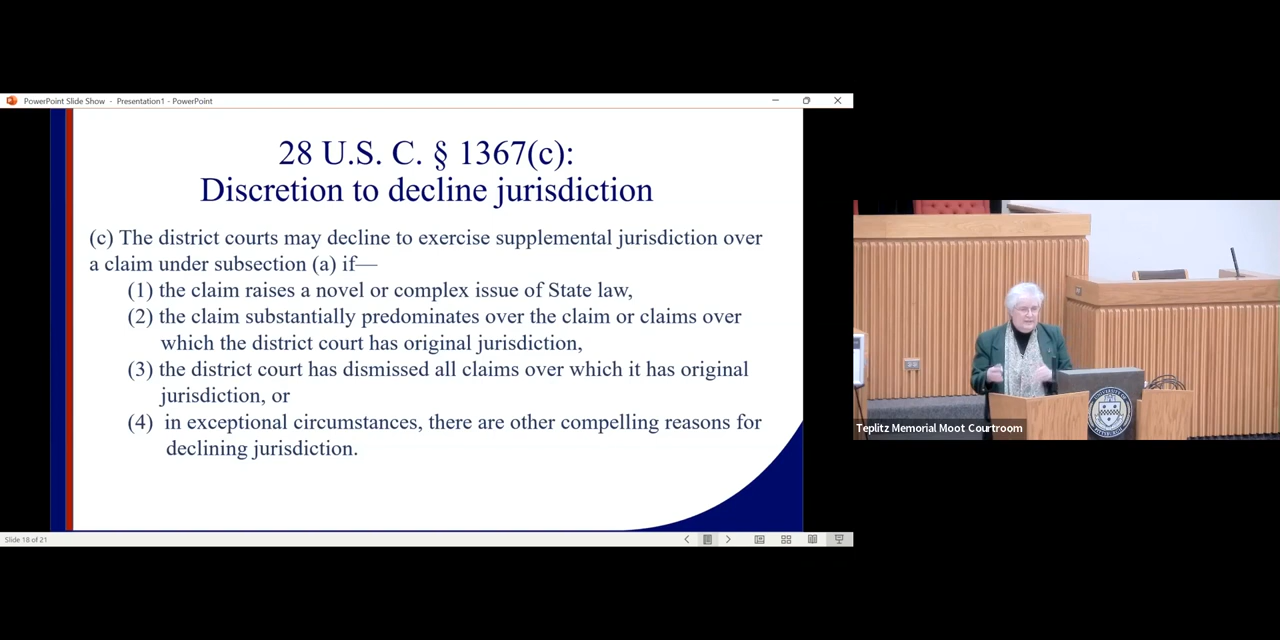 PowerPoint Slide Show - Presentation1 - PowerPoint
28 U.S. C. § 1367(c):
Discretion to decline jurisdiction
(c) The district courts may decline to exercise supplemental jurisdiction over
a claim under subsection (a) if—
(1) the claim raises a novel or complex issue of State law,
(2) the claim substantially predominates over the claim or claims over
which the district court has original jurisdiction,
(3) the district court has dismissed all claims over which it has original
jurisdiction, or
(4) in exceptional circumstances, there are other compelling reasons for
declining jurisdiction.
Slide 18 of 21
Teplitz Memorial Moot Courtroom
UNIVERSITY OF
PITTSBURGH